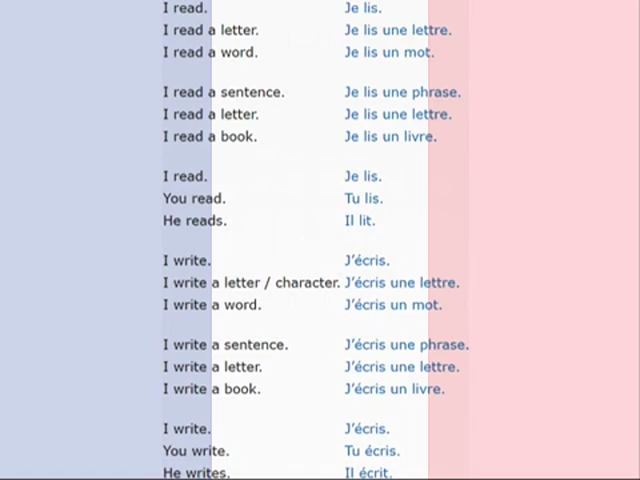 I read. Je lis.
I read a letter. Je lis une lettre.
I read a word. Je lis un mot.
I read a sentence. Je lis une phrase.
I read a letter. Je lis une lettre.
I read a book. Je lis un livre.
I read. Je lis.
You read. Tu lis.
He reads. Il lit.
I write. J’écris.
I write a letter / character. J’écris une lettre.
I write a word. J’écris un mot.
I write a sentence. J’écris une phrase.
I write a letter. J’écris une lettre.
I write a book. J’écris un livre.
I write. J’écris.
You write. Tu écris.
He writes. Il écrit.